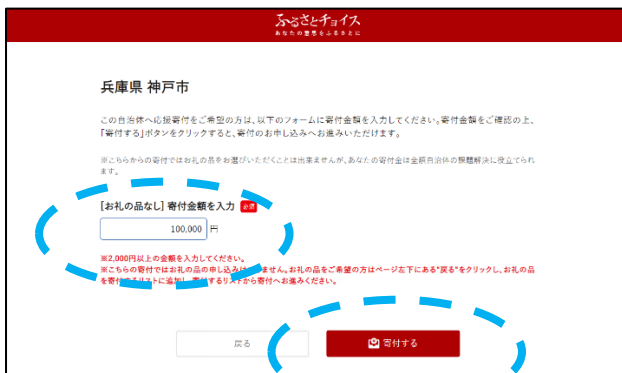 ふるさとチョイス
あなたの意思をふるさとに
兵庫県 神戸市
この自治体へ応援寄付をご希望の方は、以下のフォームに寄付金額を入力してください。寄付金額をご確認の上、
「寄付する」ボタンをクリックすると、寄付のお申し込みへお進みいただけます。
※こちらからの寄付ではお礼の品をお選びいただくことは出来ませんが、あなたの寄付金は全額自治体の課題解決に役立てられ
ます。
[お礼の品なし] 寄付金額を入力 必須
100,000 円
※2,000円以上の金額を入力してください。
※こちらの寄付ではお礼の品の申し込みは ません。お礼の品をご希望の方はページ左下にある"戻る"をクリックし、お礼の品
を寄付するリストに追加し、寄付するリストから寄付へお進みください。
戻る
寄付する